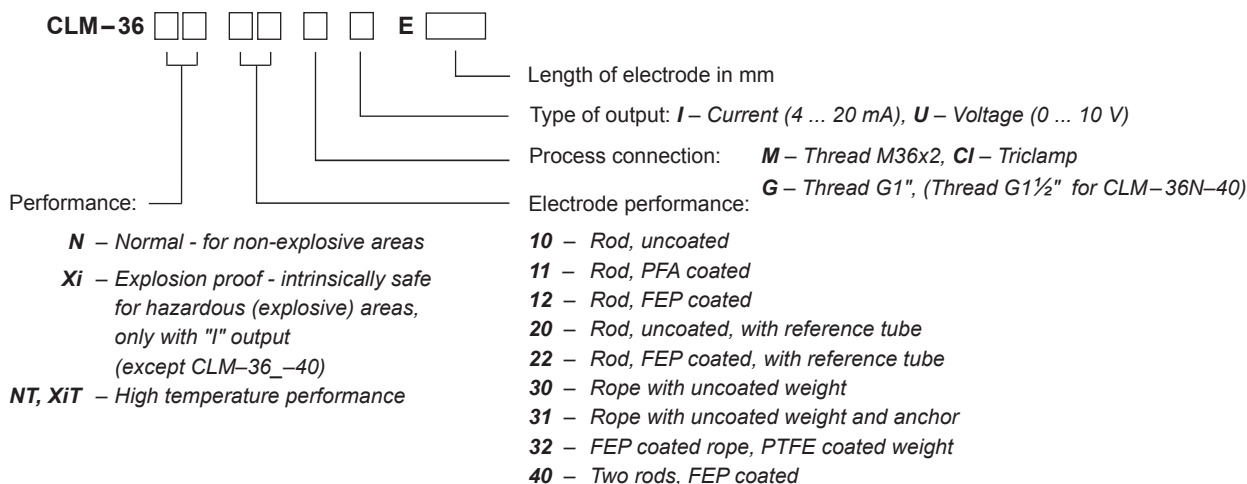 CLM–36 E
Length of electrode in mm
Type of output: I – Current (4 ... 20 mA), U – Voltage (0 ... 10 V)
Process connection: M – Thread M36x2, Cl – Triclamp
G – Thread G1", (Thread G1½" for CLM–36N–40)
Performance:
N – Normal - for non-explosive areas
Xi – Explosion proof - intrinsically safe
for hazardous (explosive) areas,
only with "I" output
(except CLM–36_–40)
NT, XiT – High temperature performance
Electrode performance:
10 – Rod, uncoated
11 – Rod, PFA coated
12 – Rod, FEP coated
20 – Rod, uncoated, with reference tube
22 – Rod, FEP coated, with reference tube
30 – Rope with uncoated weight
31 – Rope with uncoated weight and anchor
32 – FEP coated rope, PTFE coated weight
40 – Two rods, FEP coated